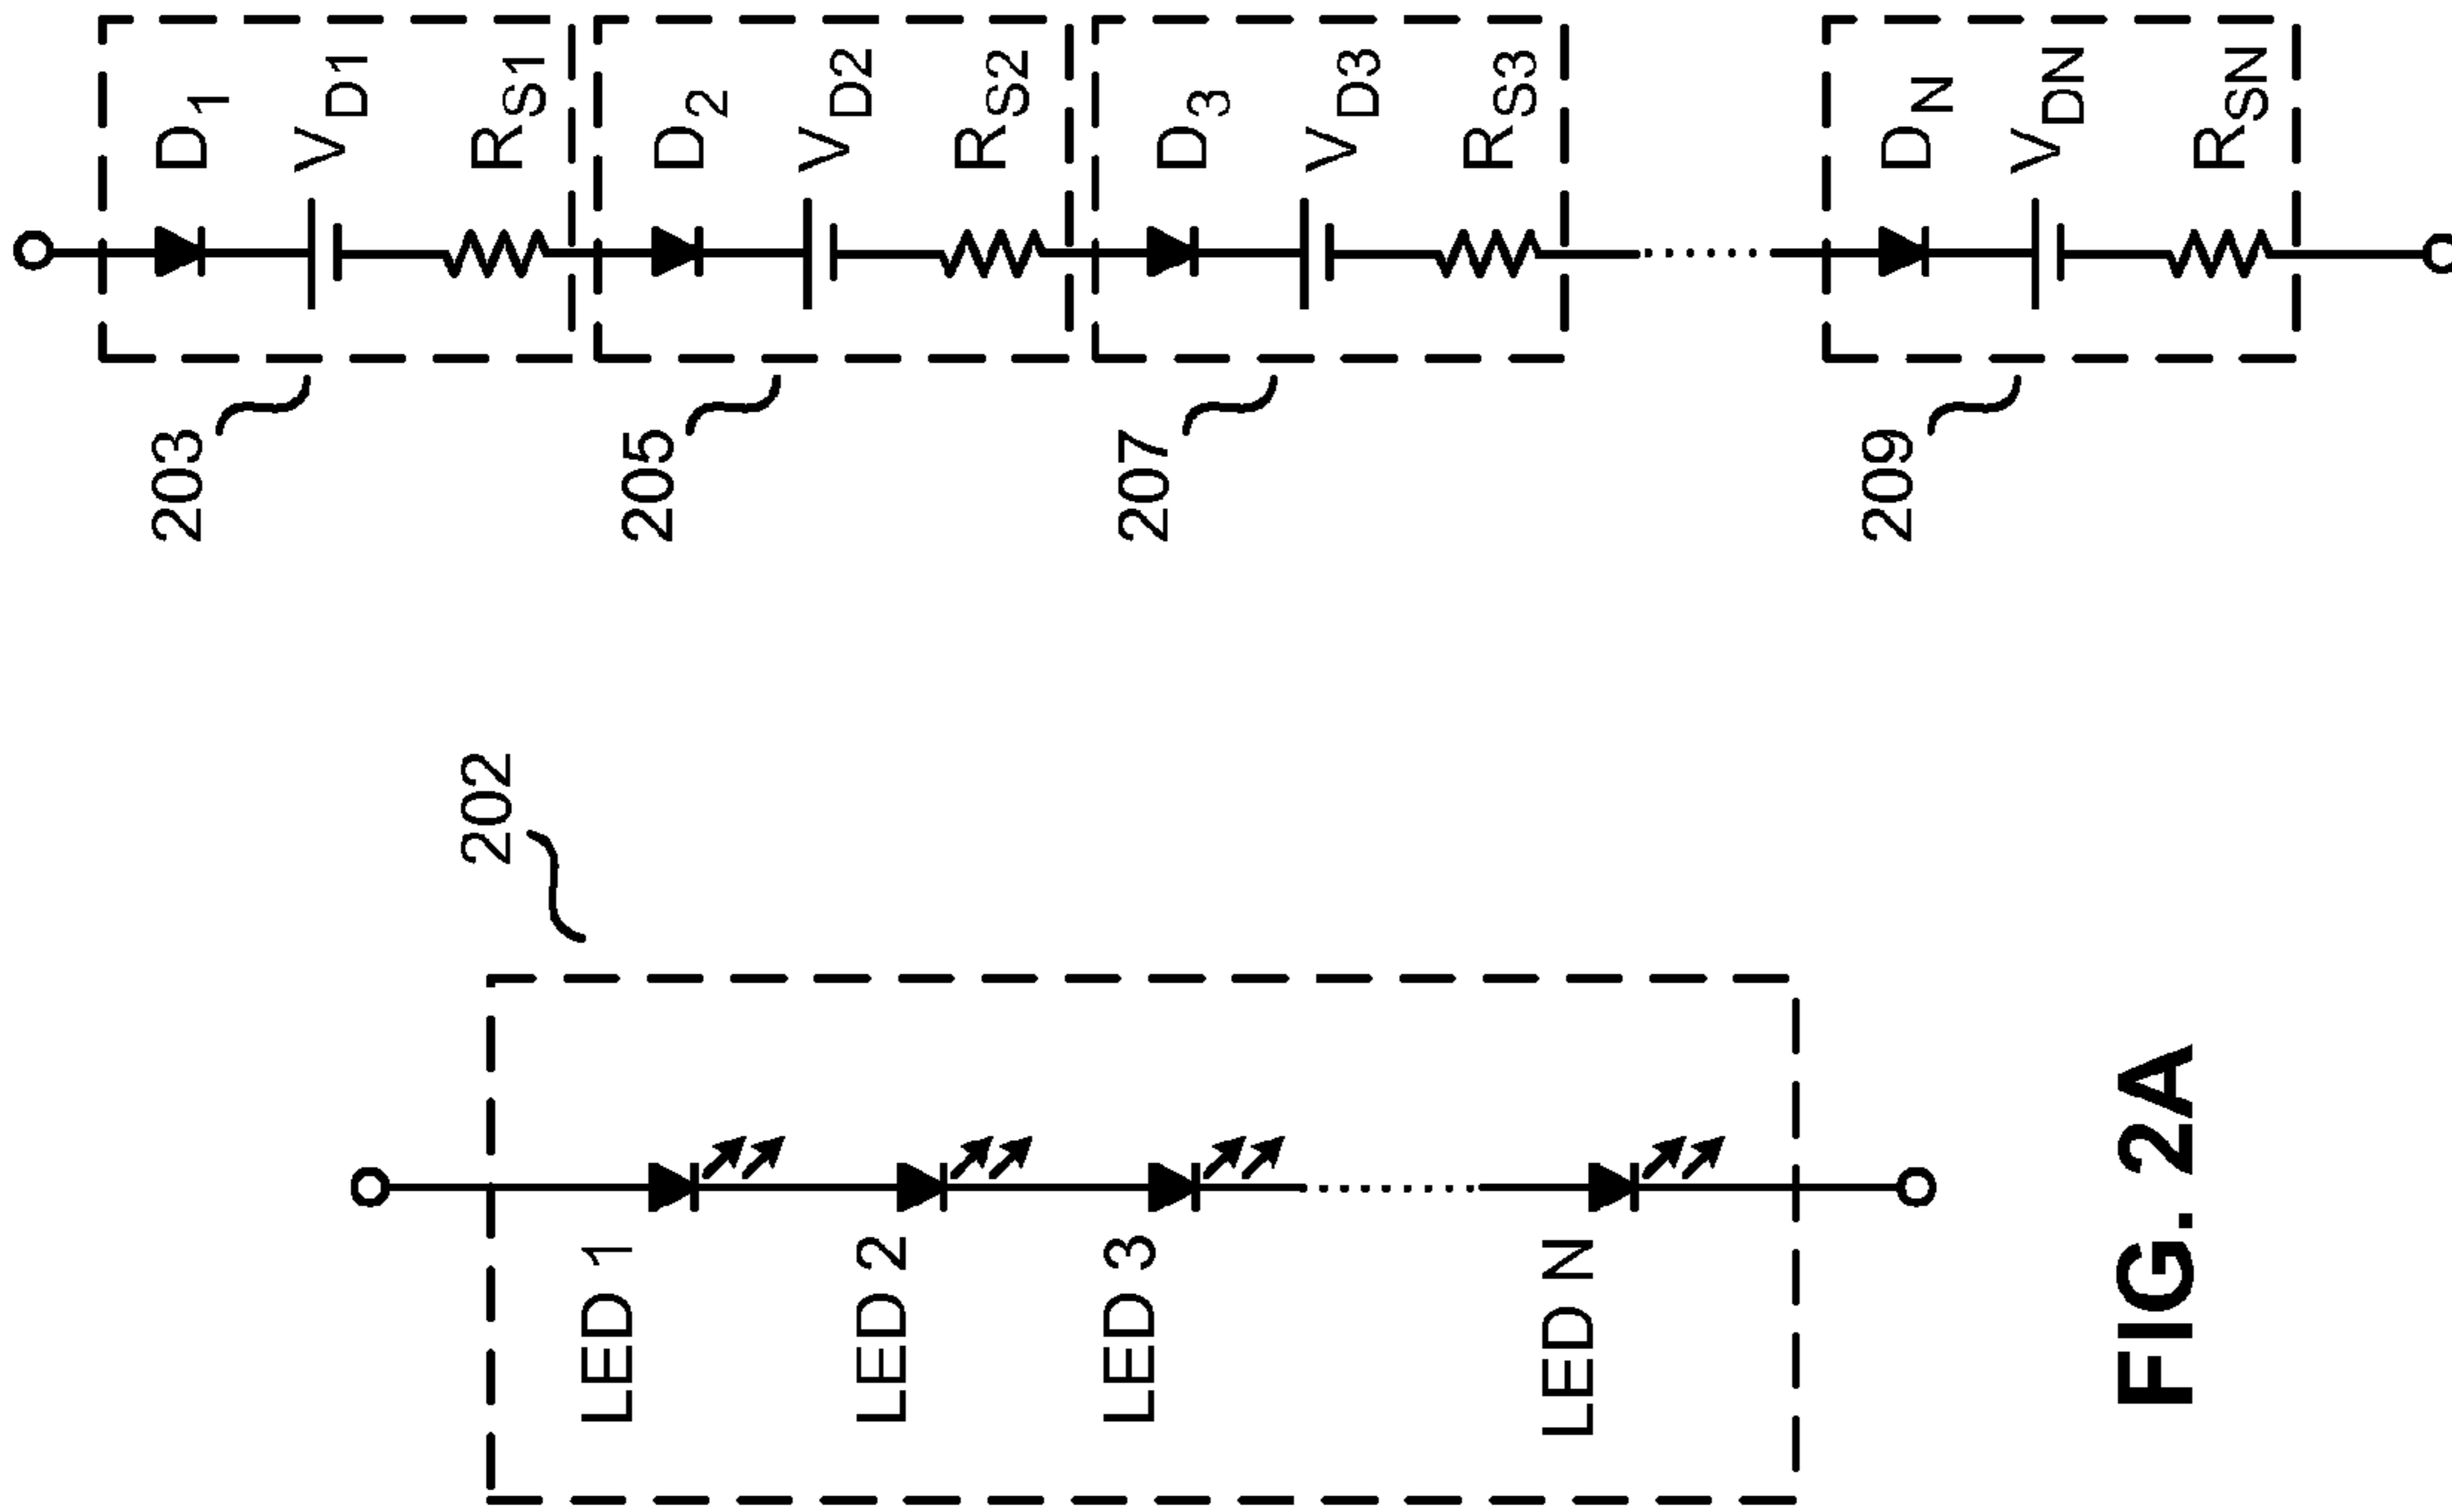 202
LED 1
LED 2
LED 3
LED N
203
D1
VD1
RS1
205
D2
VD2
RS2
207
D3
VD3
RS3
209
DN
VDN
RSN
FIG. 2A